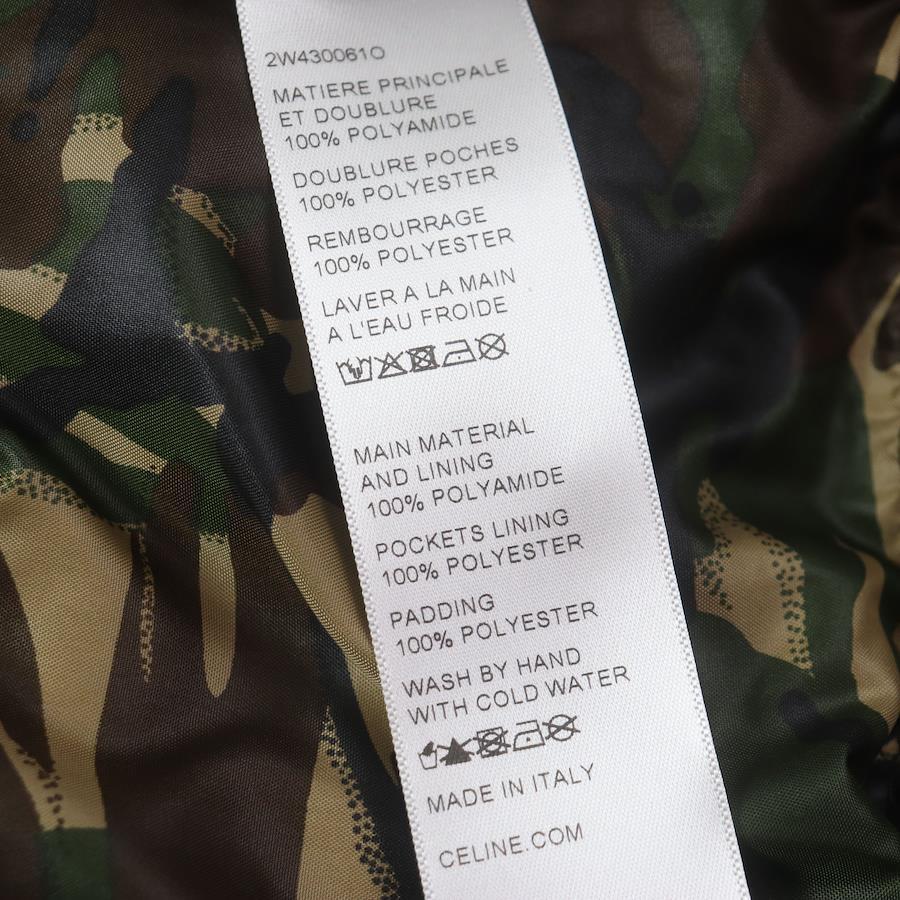 2W430061O
MATIERE PRINCIPALE
ET DOUBLURE
100% POLYAMIDE
DOUBLURE POCHES
100% POLYESTER
REMBOURRAGE
100% POLYESTER
LAVER A LA MAIN
A L'EAU FROIDE
MAIN MATERIAL
AND LINING
100% POLYAMIDE
POCKETS LINING
100% POLYESTER
PADDING
100% POLYESTER
WASH BY HAND
WITH COLD WATER
MADE IN ITALY
CELINE.COM